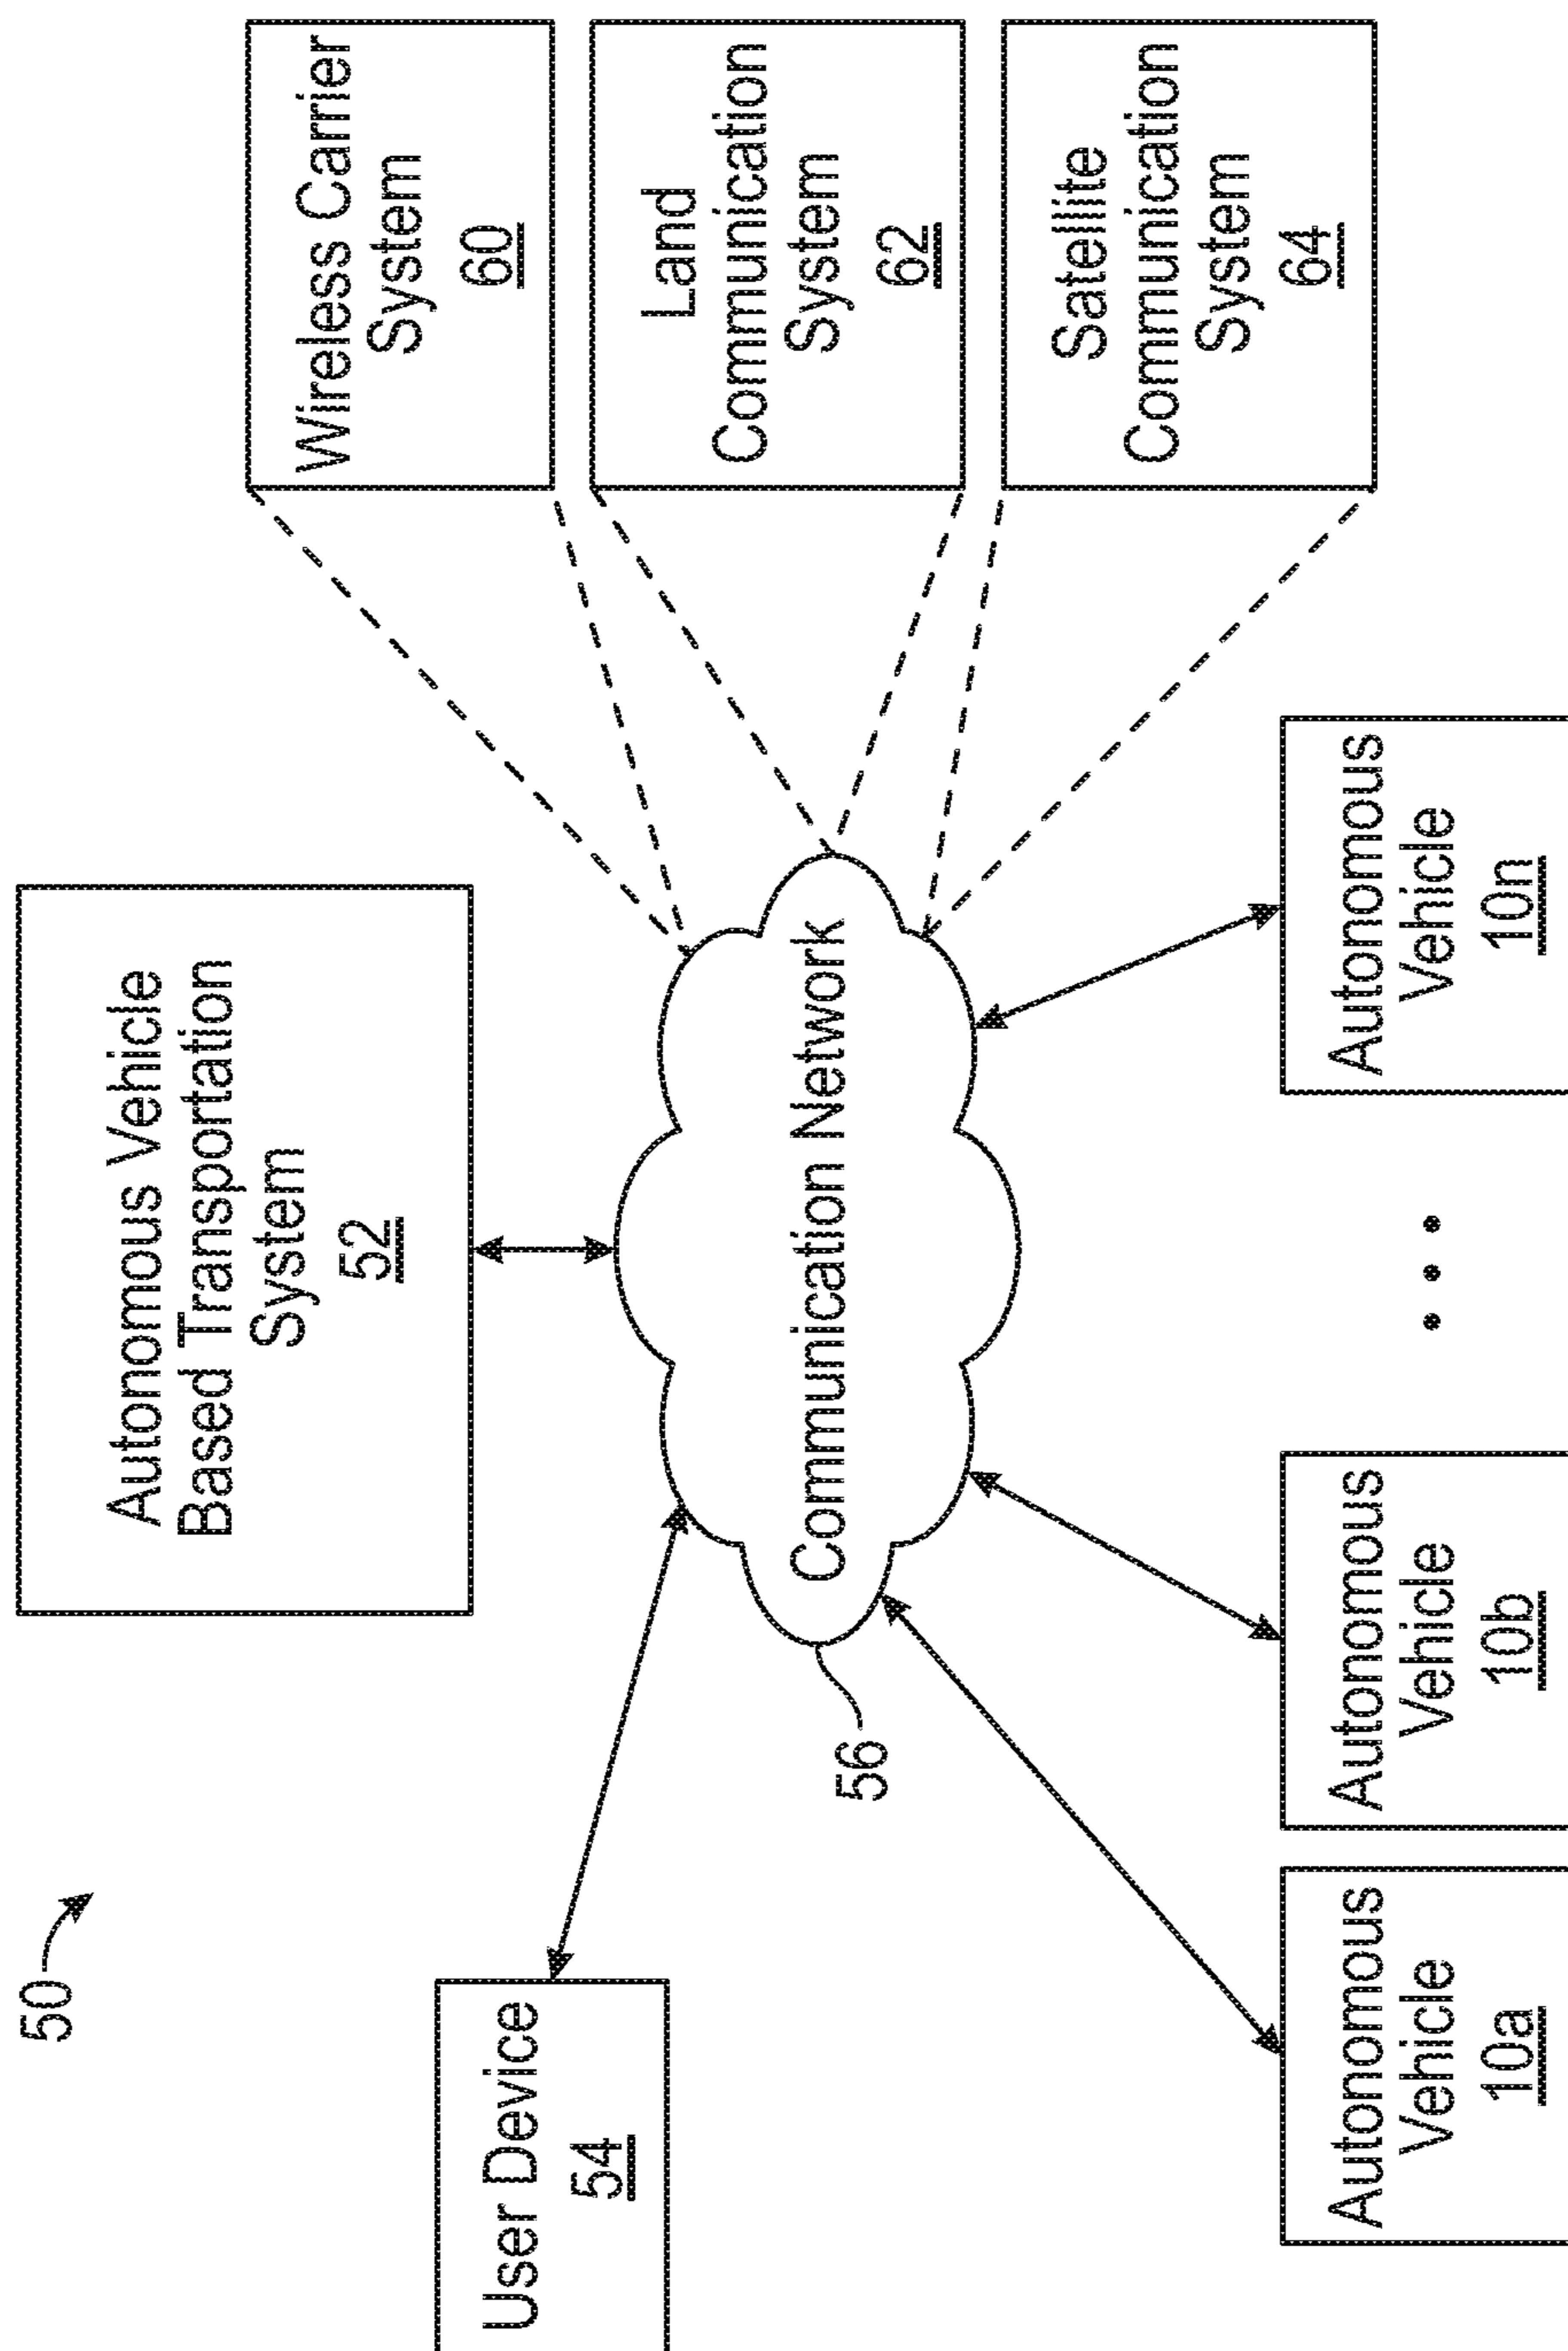 50
Autonomous Vehicle
Based Transportation
System
52
User Device
54
Wireless Carrier
System
60
Communication Network
56
Land
Communication
System
62
Satellite
Communication
System
64
Autonomous
Vehicle
10a
Autonomous
Vehicle
10b
Autonomous
Vehicle
10n